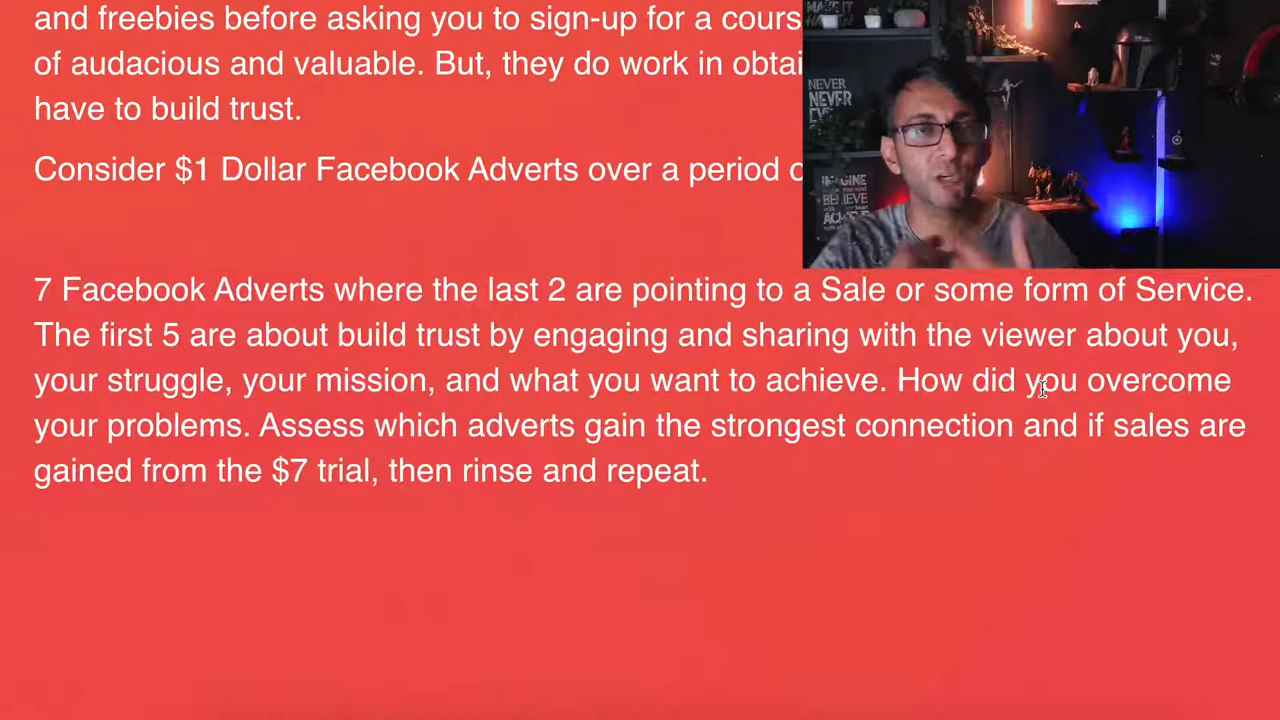 and freebies before asking you to sign-up for a
of audacious and valuable. But, they do work in
have to build trust.
Consider $1 Dollar Facebook Adverts over a period
7 Facebook Adverts where the last 2 are pointing to a Sale or some form of Service.
The first 5 are about build trust by engaging and sharing with the viewer about you,
your struggle, your mission, and what you want to achieve. How did you overcome
your problems. Assess which adverts gain the strongest connection and if sales are
gained from the $7 trial, then rinse and repeat.
MAKE IT
HAPPEN
NEVER
NEVER
IMAGINE
BELIEVE